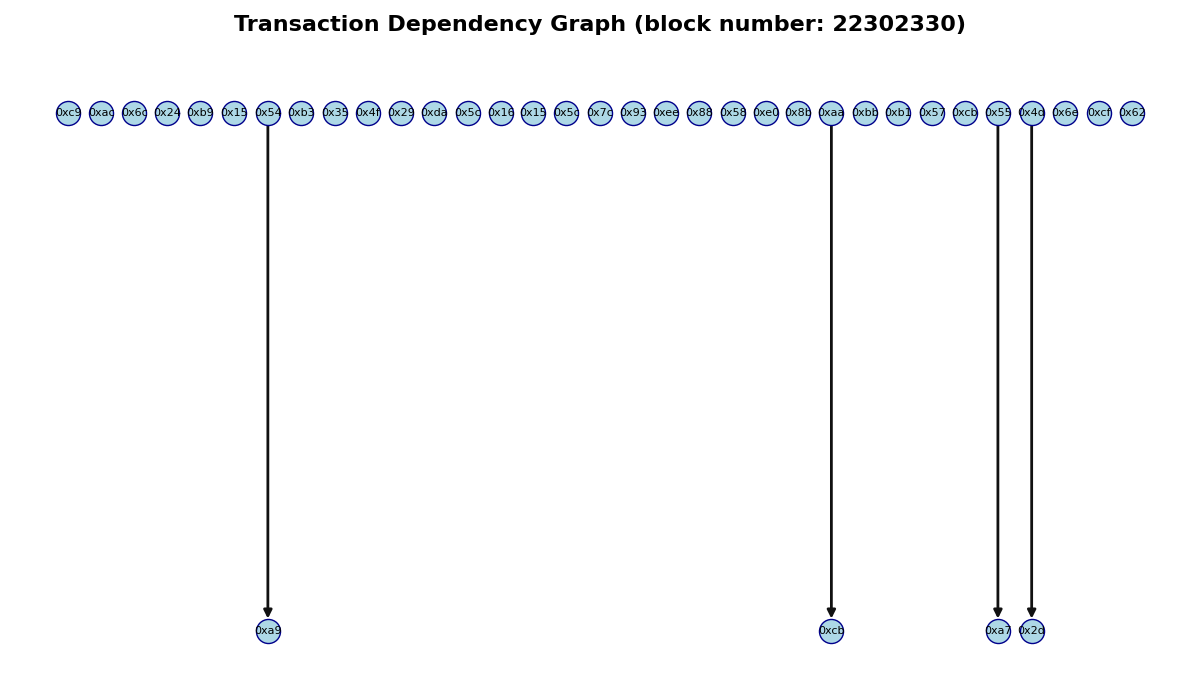 Transaction Dependency Graph (block number: 22302330)
0xc9 0xac 0x6c 0x24 0xb9 0x15 0x54 0xb3 0x35 0x4f 0x29 0xda 0x5c 0x16 0x15 0x5c 0x7c 0x93 0xee 0x88 0x58 0xe0 0x8b 0xaa 0xbb 0xb1 0x57 0xcb 0x55 0x4d 0x6e 0xcf 0x62
0xa9 0xcb 0xa7 0x2d